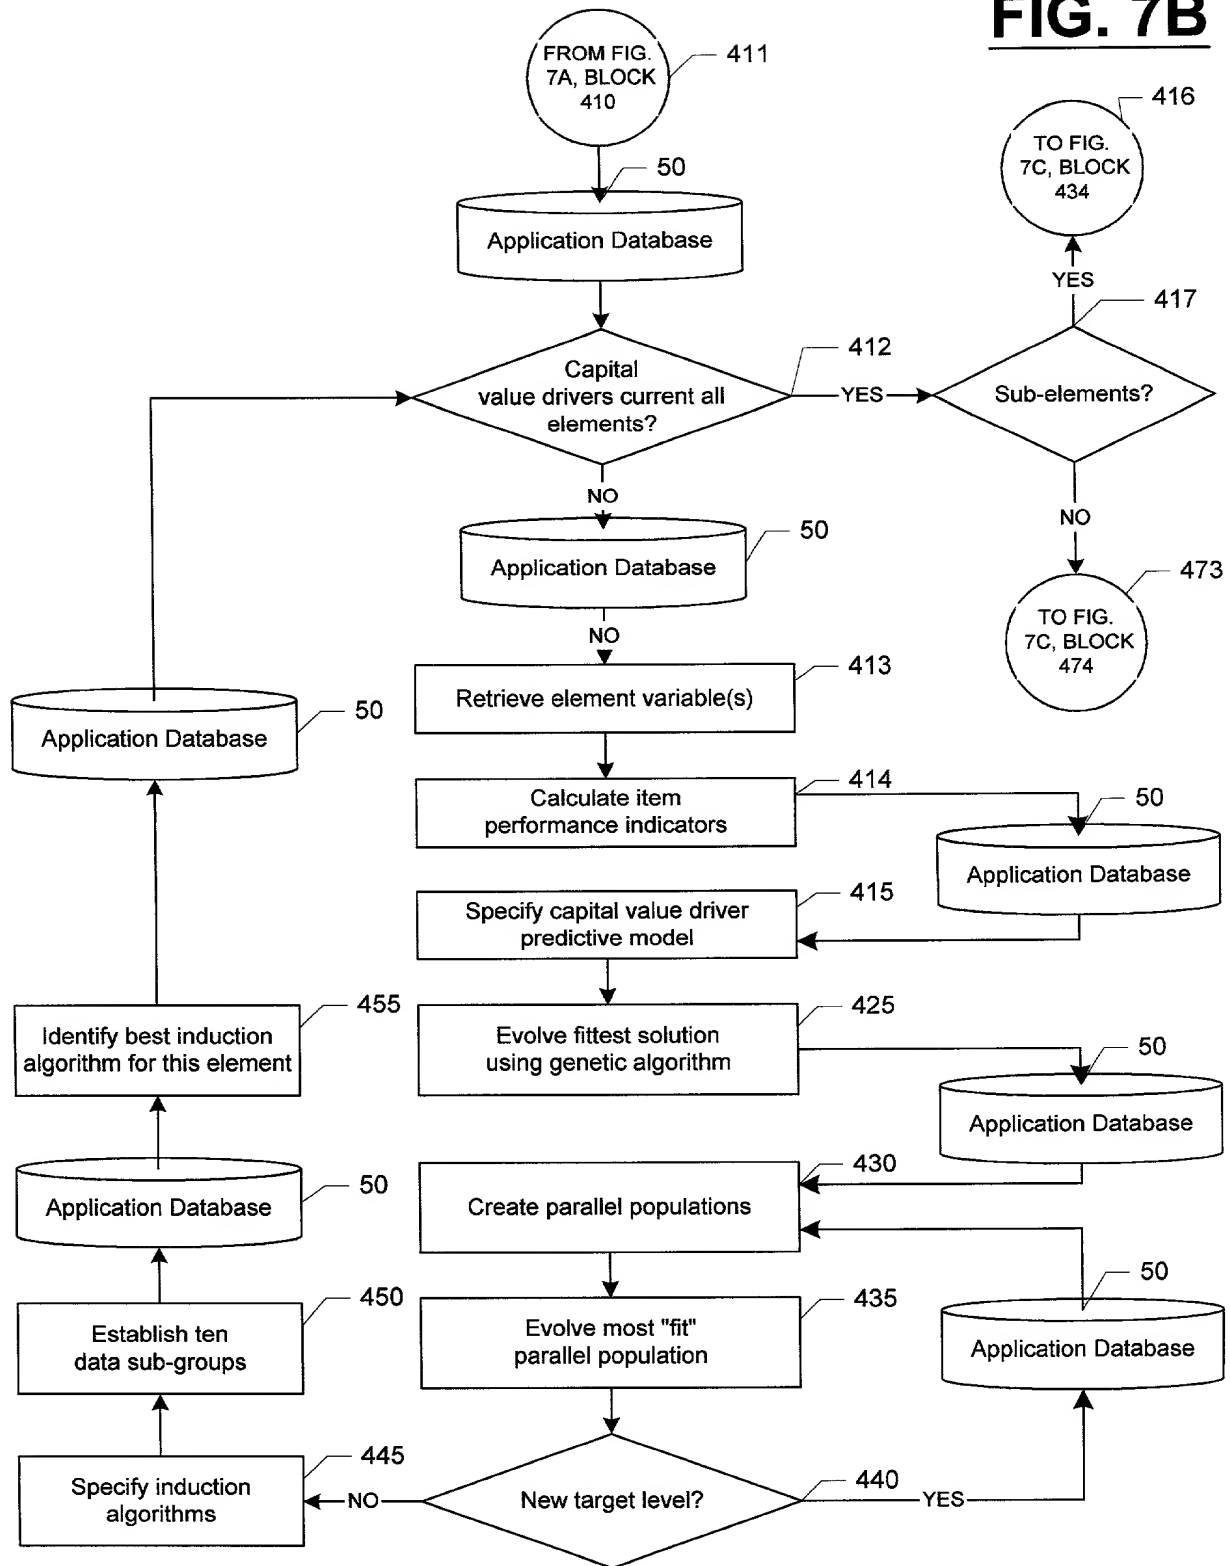 FIG. 7B
FROM FIG.
7A, BLOCK
410
411
416
TO FIG.
7C, BLOCK
434
50
Application Database
YES
417
412
Capital
value drivers current all
elements?
YES
Sub-elements?
NO
NO
50
Application Database
473
TO FIG.
7C, BLOCK
474
NO
413
Retrieve element variable(s)
50
Application Database
414
Calculate item
performance indicators
50
Application Database
415
Specify capital value driver
predictive model
455
Identify best induction
algorithm for this element
425
Evolve fittest solution
using genetic algorithm
50
Application Database
430
Create parallel populations
50
Application Database
50
Application Database
450
Establish ten
data sub-groups
435
Evolve most "fit"
parallel population
445
Specify induction
algorithms
NO
New target level?
440
YES